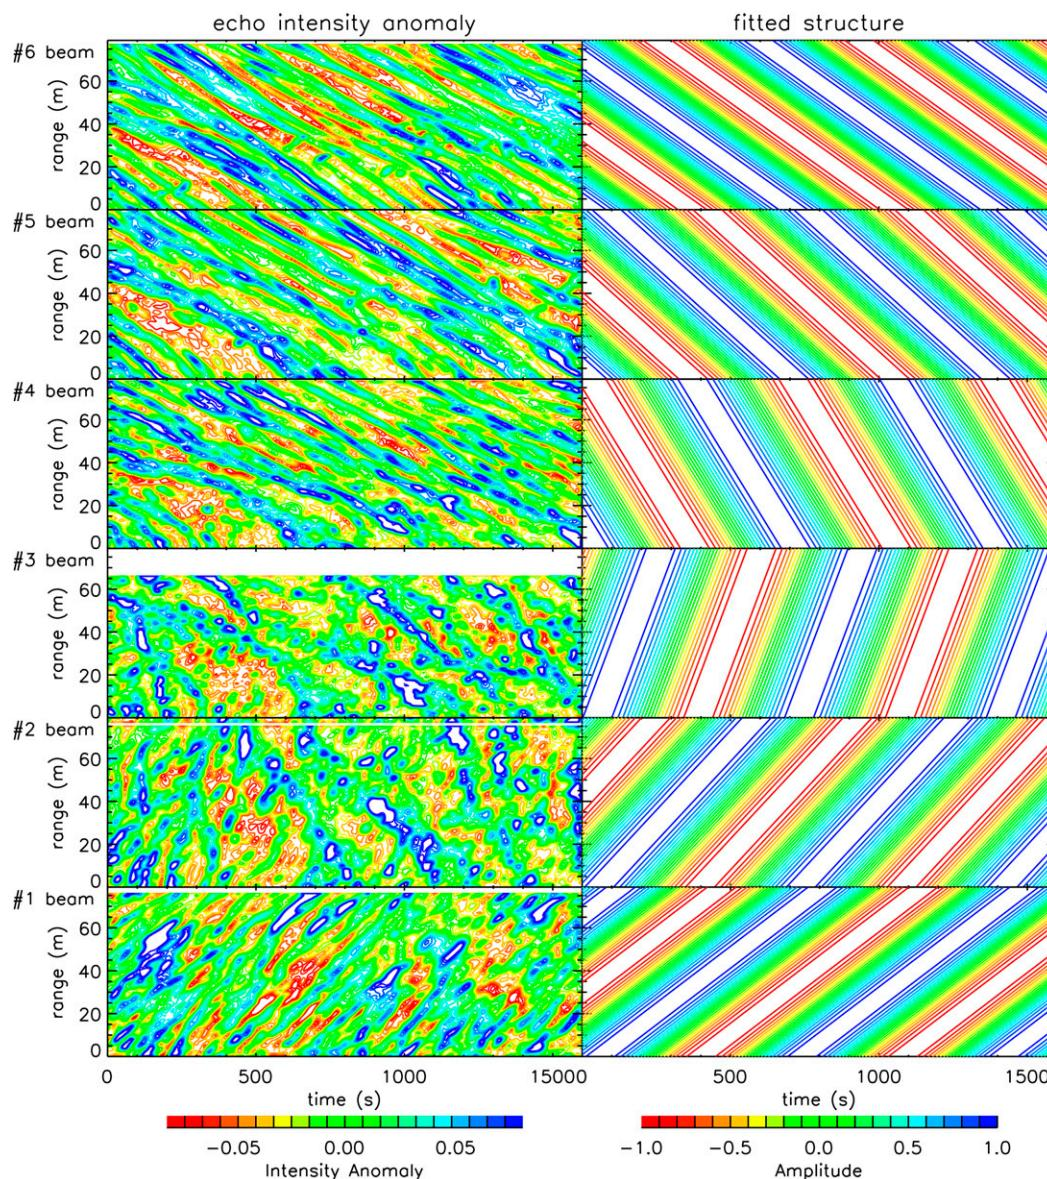 echo intensity anomaly
fitted structure
#6 beam
60
40
20
0
range (m)
#5 beam
60
40
20
0
range (m)
#4 beam
60
40
20
0
range (m)
#3 beam
60
40
20
0
range (m)
#2 beam
60
40
20
0
range (m)
#1 beam
60
40
20
0
range (m)
0 500 1000 15000 500 1000 1500
time (s)
time (s)
-0.05 0.00 0.05
Intensity Anomaly
-1.0 -0.5 0.0 0.5 1.0
Amplitude